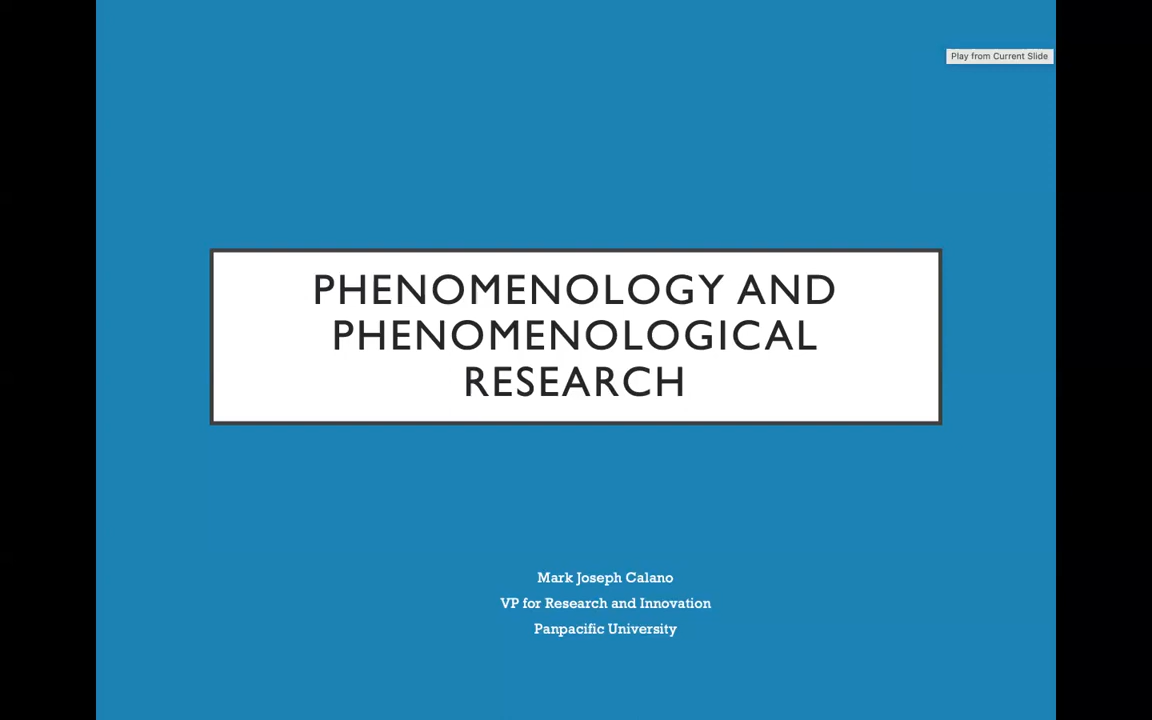 Play from Current Slide
PHENOMENOLOGY AND
PHENOMENOLOGICAL
RESEARCH
Mark Joseph Calano
VP for Research and Innovation
Panpacific University